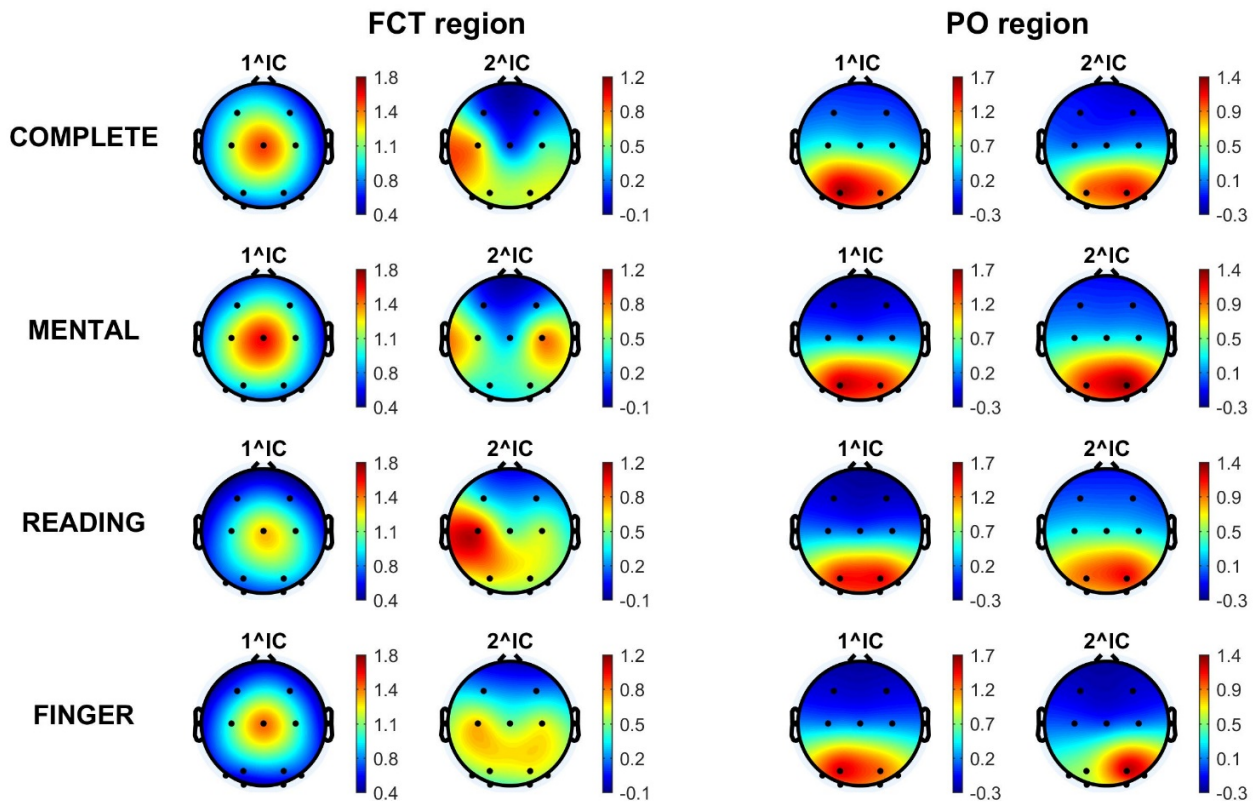 FCT region PO region
1^IC 2^IC 1^IC 2^IC
COMPLETE
1.8 1.2 1.7 1.4
1.4 0.8 1.2 0.9
1.1 0.5 0.7 0.5
0.7 0.2 0.2 0.1
0.4 -0.1 -0.3 -0.3
1^IC 2^IC 1^IC 2^IC
MENTAL
1.8 1.2 1.7 1.4
1.4 0.8 1.2 0.9
1.1 0.5 0.7 0.5
0.7 0.2 0.2 0.1
0.4 -0.1 -0.3 -0.3
1^IC 2^IC 1^IC 2^IC
READING
1.8 1.2 1.7 1.4
1.4 0.8 1.2 0.9
1.1 0.5 0.7 0.5
0.7 0.2 0.2 0.1
0.4 -0.1 -0.3 -0.3
1^IC 2^IC 1^IC 2^IC
FINGER
1.8 1.2 1.7 1.4
1.4 0.8 1.2 0.9
1.1 0.5 0.7 0.5
0.7 0.2 0.2 0.1
0.4 -0.1 -0.3 -0.3